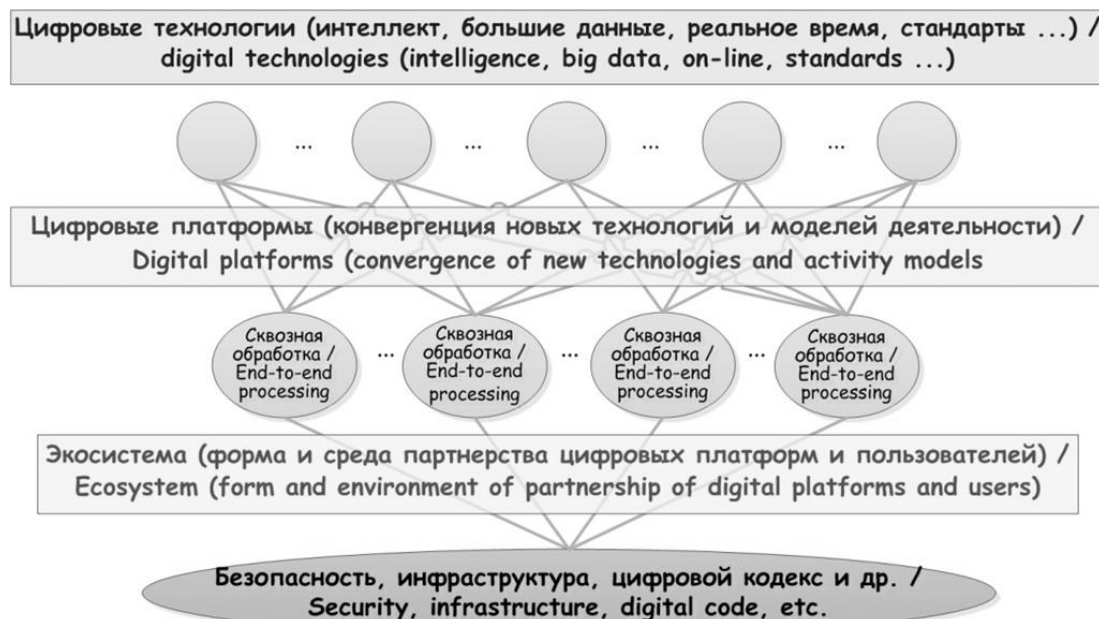 Цифровые технологии (интеллект, большие данные, реальное время, стандарты ...) /
digital technologies (intelligence, big data, on-line, standards ...)
... ... ... ...
Цифровые платформы (конвергенция новых технологий и моделей деятельности) /
Digital platforms (convergence of new technologies and activity models
Сквозная
обработка /
End-to-end
processing
...
Сквозная
обработка /
End-to-end
processing
...
Сквозная
обработка /
End-to-end
processing
...
Сквозная
обработка /
End-to-end
processing
Экосистема (форма и среда партнерства цифровых платформ и пользователей) /
Ecosystem (form and environment of partnership of digital platforms and users)
Безопасность, инфраструктура, цифровой кодекс и др. /
Security, infrastructure, digital code, etc.